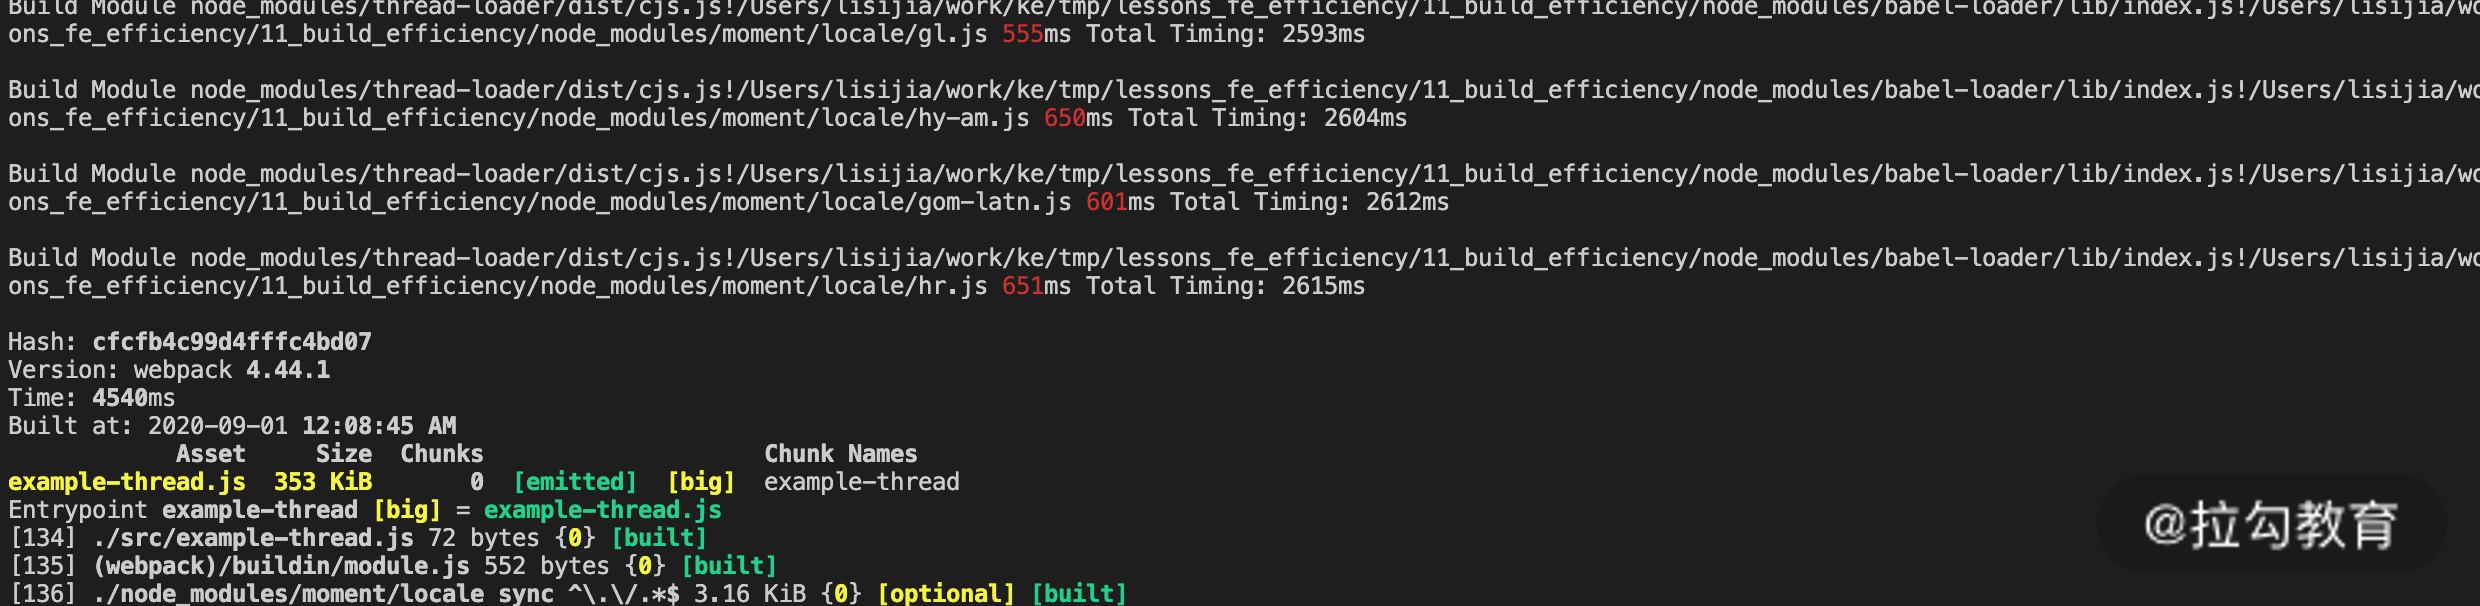 Build Module node_modules/thread-loader/dist/cjs.js!/Users/lisijia/work/ke/tmp/lessons_fe_efficiency/11_build_efficiency/node_modules/babel-loader/lib/index.js!/Users/lisijia/wo
ons_fe_efficiency/11_build_efficiency/node_modules/moment/locale/gl.js 555ms Total Timing: 2593ms
Build Module node_modules/thread-loader/dist/cjs.js!/Users/lisijia/work/ke/tmp/lessons_fe_efficiency/11_build_efficiency/node_modules/babel-loader/lib/index.js!/Users/lisijia/wo
ons_fe_efficiency/11_build_efficiency/node_modules/moment/locale/hy-am.js 650ms Total Timing: 2604ms
Build Module node_modules/thread-loader/dist/cjs.js!/Users/lisijia/work/ke/tmp/lessons_fe_efficiency/11_build_efficiency/node_modules/babel-loader/lib/index.js!/Users/lisijia/wo
ons_fe_efficiency/11_build_efficiency/node_modules/moment/locale/gom-latn.js 601ms Total Timing: 2612ms
Build Module node_modules/thread-loader/dist/cjs.js!/Users/lisijia/work/ke/tmp/lessons_fe_efficiency/11_build_efficiency/node_modules/babel-loader/lib/index.js!/Users/lisijia/wo
ons_fe_efficiency/11_build_efficiency/node_modules/moment/locale/hr.js 651ms Total Timing: 2615ms
Hash: cfcfb4c99d4fffc4bd07
Version: webpack 4.44.1
Time: 4540ms
Built at: 2020-09-01 12:08:45 AM
Asset Size Chunks Chunk Names
example-thread.js 353 KiB 0 [emitted] [big] example-thread
Entrypoint example-thread [big] = example-thread.js
[134] ./src/example-thread.js 72 bytes {0} [built]
[135] (webpack)/buildin/module.js 552 bytes {0} [built]
[136] ./node_modules/moment/locale sync ^\.\/.*$ 3.16 KiB {0} [optional] [built]
@拉勾教育